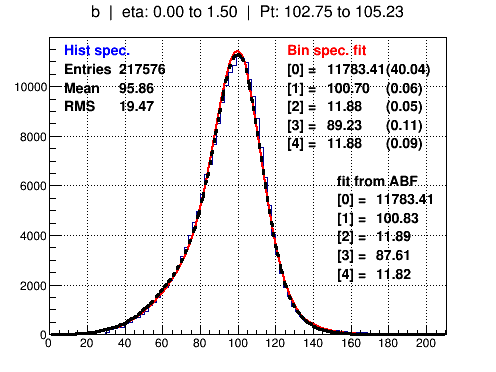 b | eta: 0.00 to 1.50 | Pt: 102.75 to 105.23
Hist spec.
Entries 217576
Mean 95.86
RMS 19.47
Bin spec. fit
[0] = 11783.41(40.04)
[1] = 100.70 (0.06)
[2] = 11.88 (0.05)
[3] = 89.23 (0.11)
[4] = 11.88 (0.09)
fit from ABF
[0] = 11783.41
[1] = 100.83
[2] = 11.89
[3] = 87.61
[4] = 11.82
10000
8000
6000
4000
2000
0
0 20 40 60 80 100 120 140 160 180 200